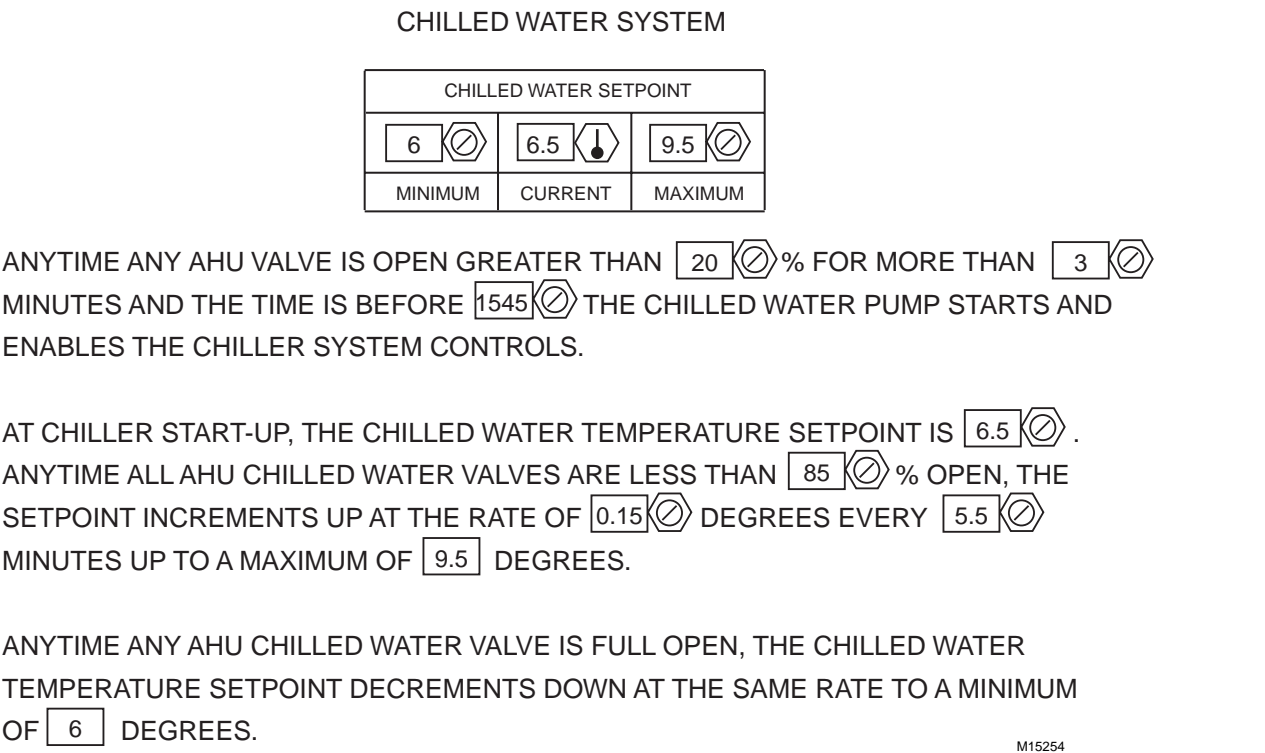 CHILLED WATER SYSTEM
CHILLED WATER SETPOINT
6 6.5 9.5
MINIMUM CURRENT MAXIMUM
ANYTIME ANY AHU VALVE IS OPEN GREATER THAN 20 % FOR MORE THAN 3
MINUTES AND THE TIME IS BEFORE 1545 THE CHILLED WATER PUMP STARTS AND
ENABLES THE CHILLER SYSTEM CONTROLS.
AT CHILLER START-UP, THE CHILLED WATER TEMPERATURE SETPOINT IS 6.5 .
ANYTIME ALL AHU CHILLED WATER VALVES ARE LESS THAN 85 % OPEN, THE
SETPOINT INCREMENTS UP AT THE RATE OF 0.15 DEGREES EVERY 5.5
MINUTES UP TO A MAXIMUM OF 9.5 DEGREES.
ANYTIME ANY AHU CHILLED WATER VALVE IS FULL OPEN, THE CHILLED WATER
TEMPERATURE SETPOINT DECREMENTS DOWN AT THE SAME RATE TO A MINIMUM
OF 6 DEGREES.
M15254